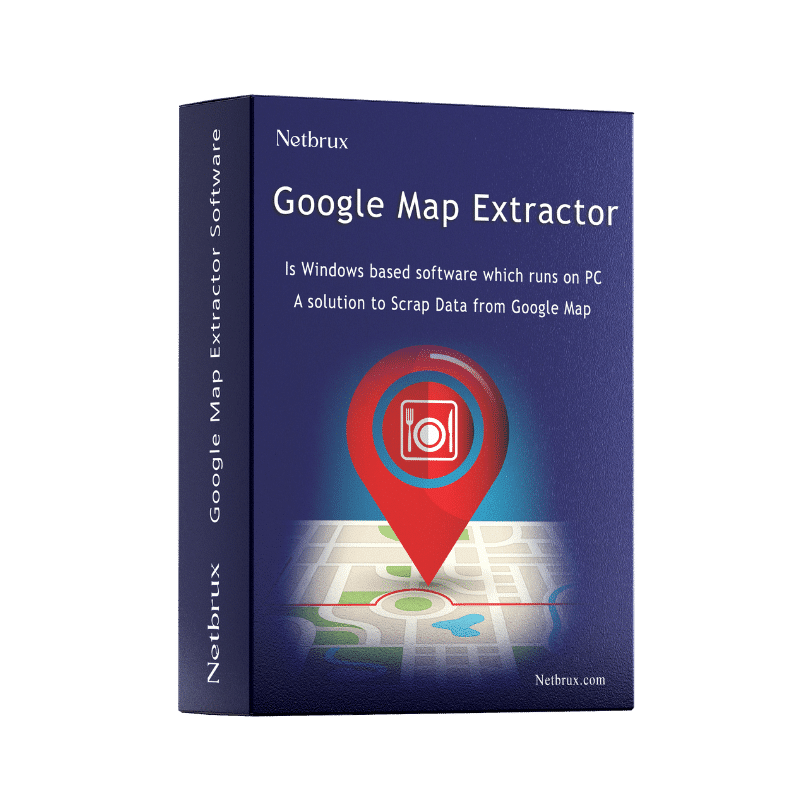 Netbrux
Google Map Extractor
Is Windows based software which runs on PC
A solution to Scrap Data from Google Map
Netbrux.com
Netbrux Google Map Extractor Software